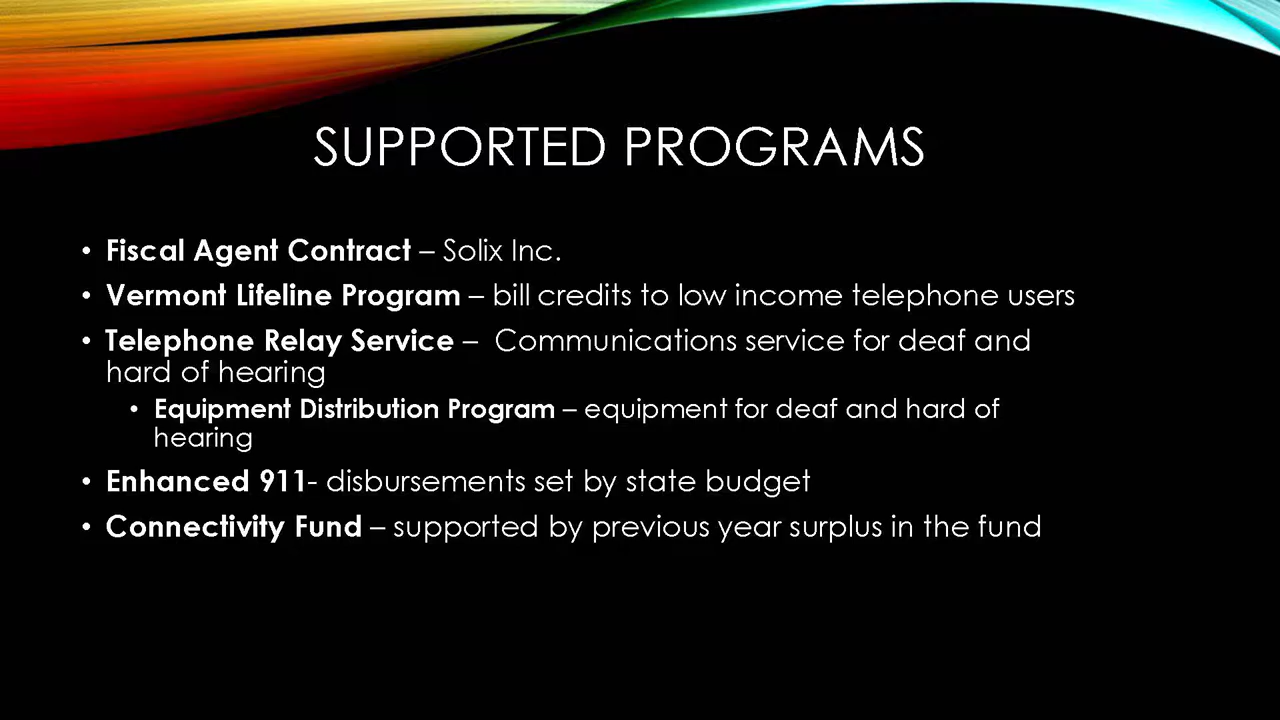 SUPPORTED PROGRAMS
• Fiscal Agent Contract – Solix Inc.
• Vermont Lifeline Program – bill credits to low income telephone users
• Telephone Relay Service –  Communications service for deaf and
hard of hearing
• Equipment Distribution Program – equipment for deaf and hard of
hearing
• Enhanced 911- disbursements set by state budget
• Connectivity Fund – supported by previous year surplus in the fund